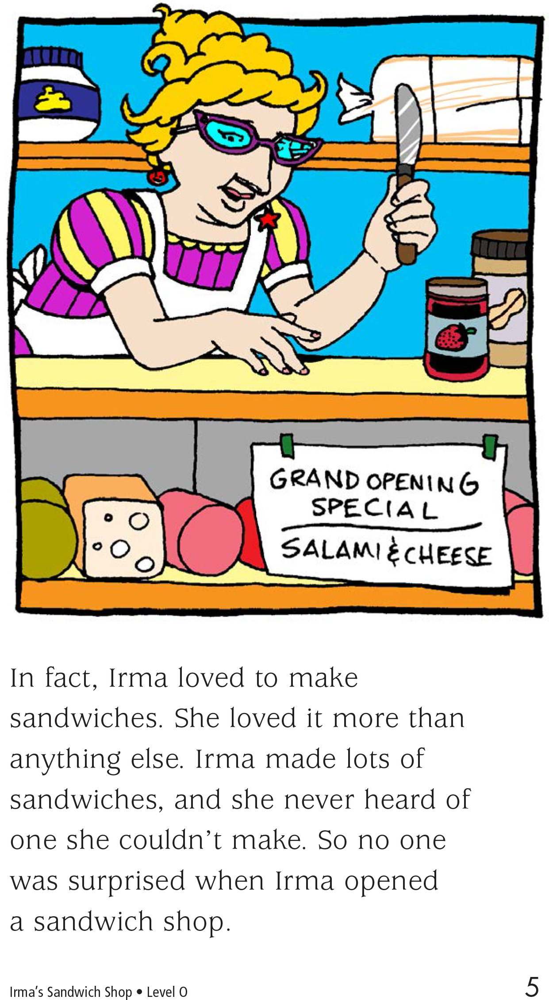 GRAND OPENING
SPECIAL
SALAMI & CHEESE
In fact, Irma loved to make
sandwiches. She loved it more than
anything else. Irma made lots of
sandwiches, and she never heard of
one she couldn’t make. So no one
was surprised when Irma opened
a sandwich shop.
Irma’s Sandwich Shop • Level O
5